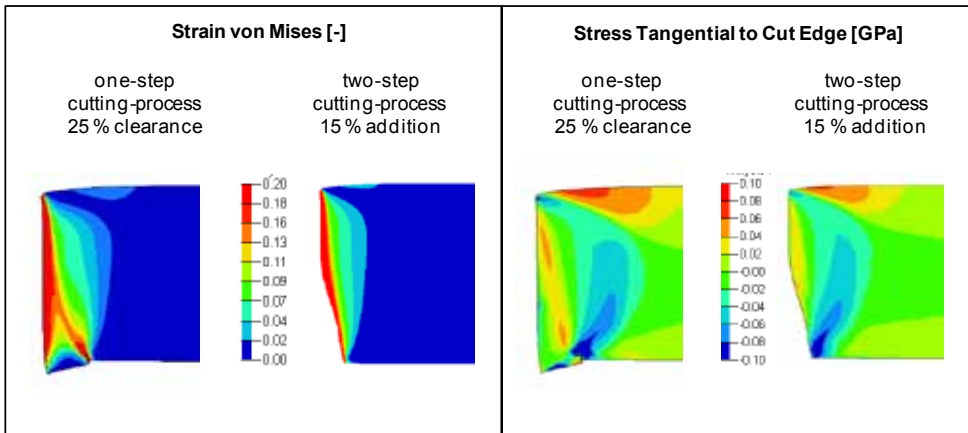 Strain von Mises [-]
one-step
cutting-process
25 % clearance
two-step
cutting-process
15 % addition
0.20
0.18
0.16
0.13
0.11
0.09
0.07
0.04
0.02
0.00
Stress Tangential to Cut Edge [GPa]
one-step
cutting-process
25 % clearance
two-step
cutting-process
15 % addition
0.10
0.08
0.06
0.04
0.02
-0.00
-0.02
-0.04
-0.06
-0.08
-0.10